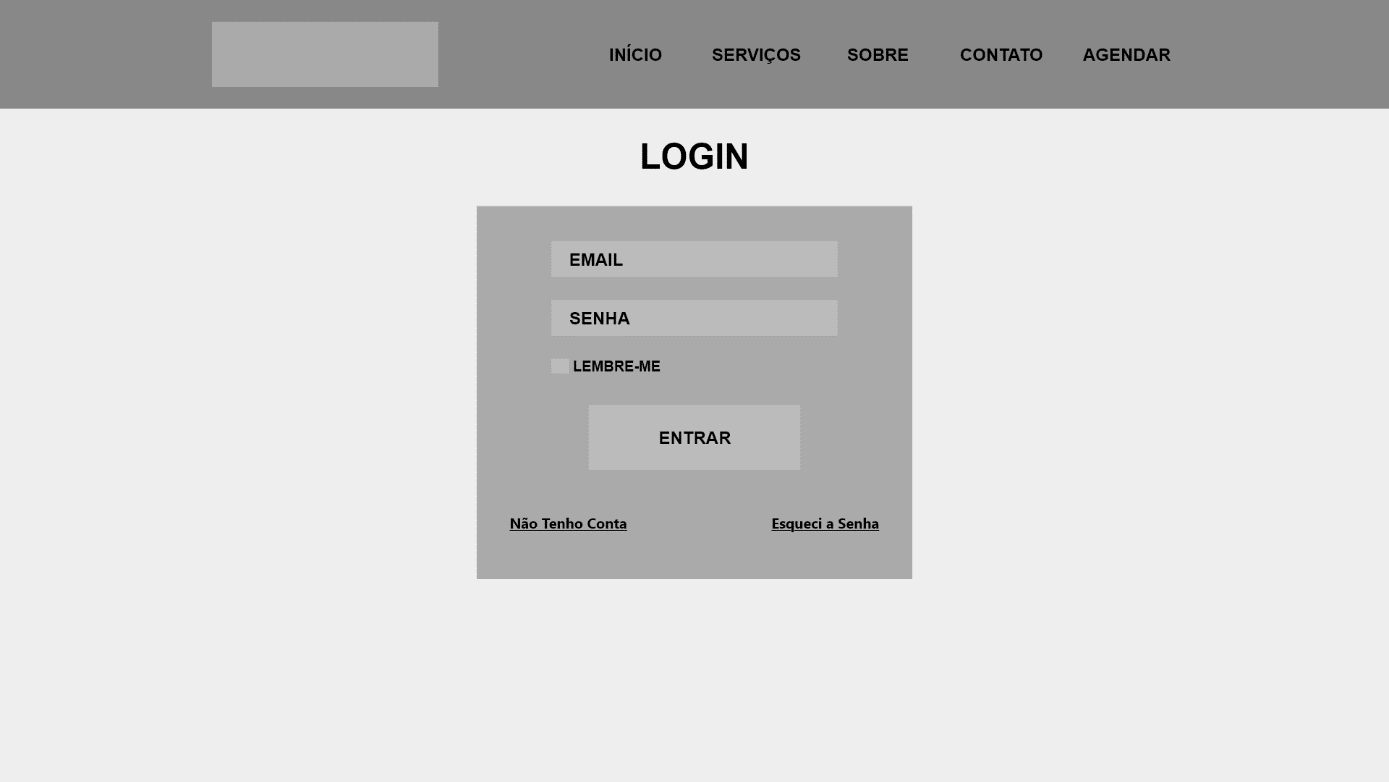 INÍCIO SERVIÇOS SOBRE CONTATO AGENDAR
LOGIN
EMAIL
SENHA
LEMBRE-ME
ENTRAR
Não Tenho Conta Esqueci a Senha